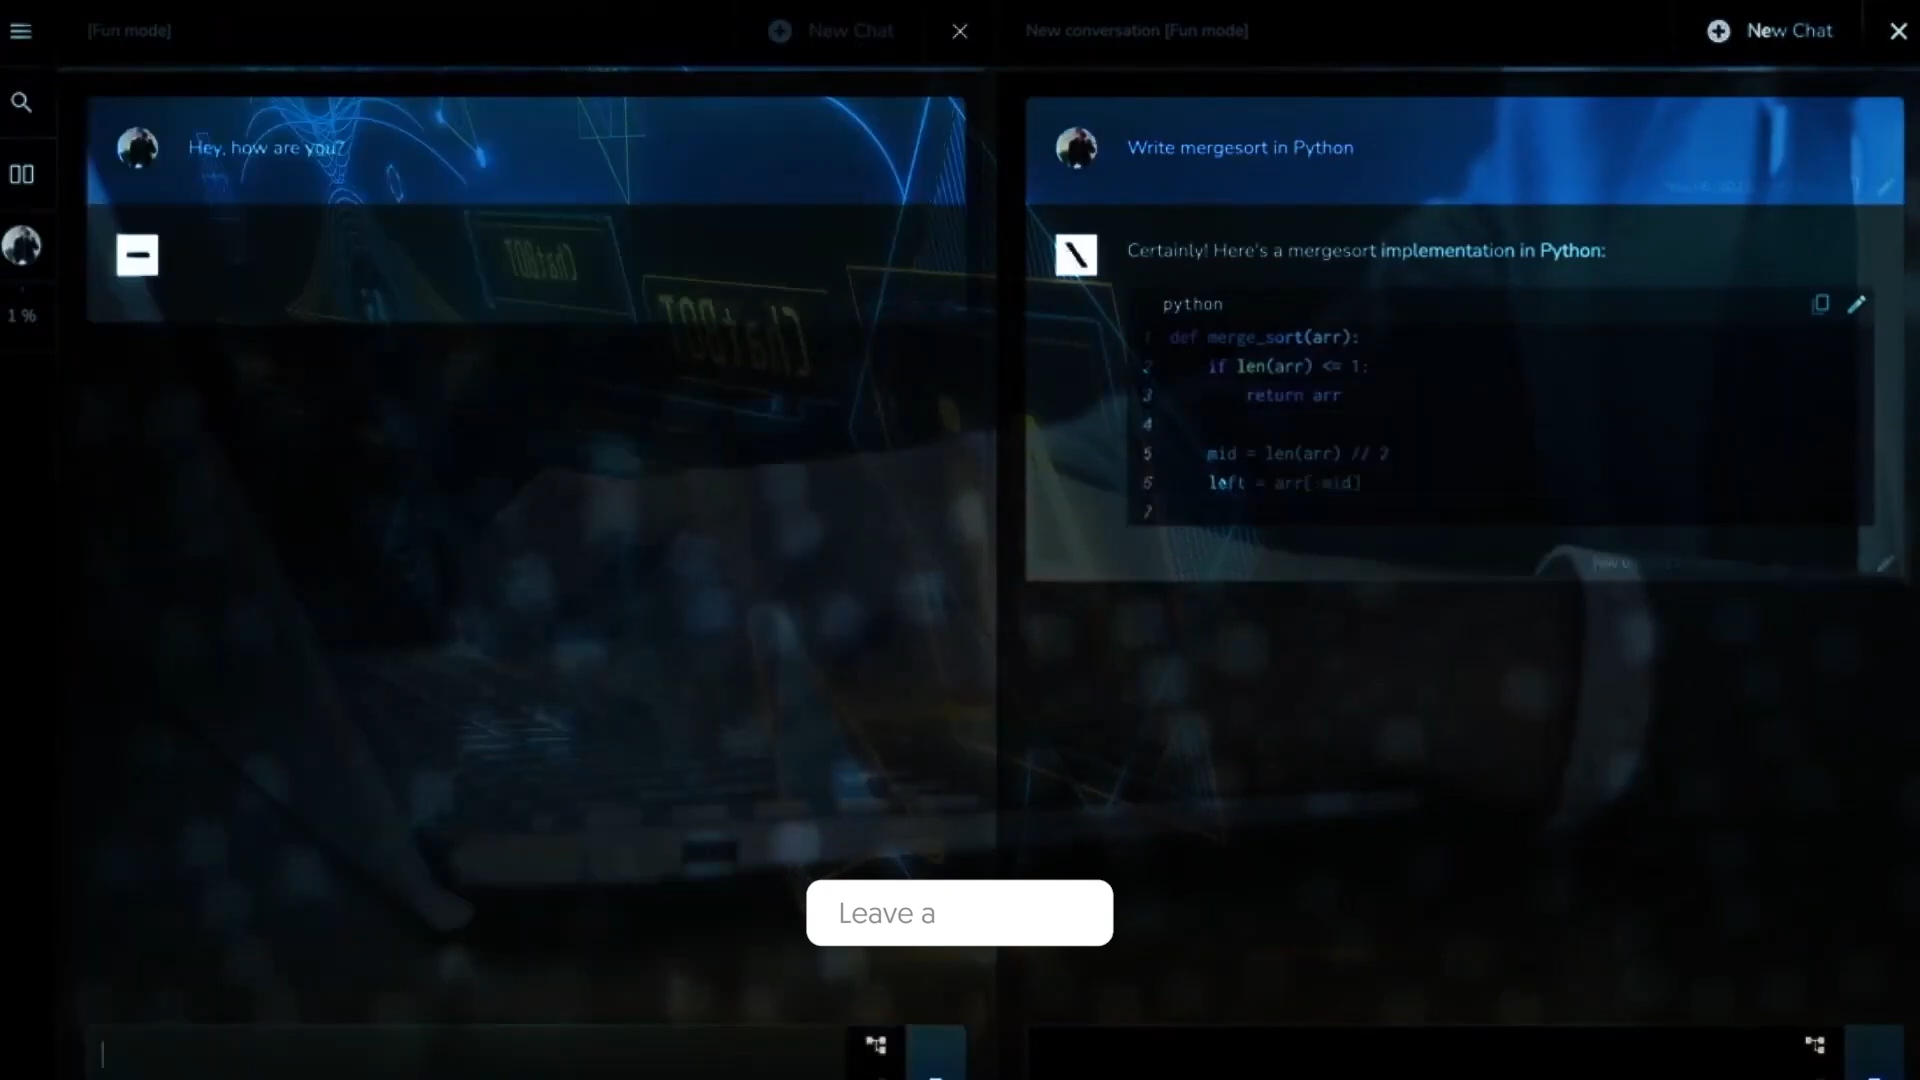 [Fun mode]
New Chat
Hey, how are you?
1 %
ChatBOT
ChatBOT
New conversation [Fun mode]
New Chat
Write mergesort in Python
Certainly! Here's a mergesort implementation in Python:
python
1 def merge_sort(arr):
2 if len(arr) <= 1:
3 return arr
4
5 mid = len(arr) // 2
6 left = arr[:mid]
7
Leave a